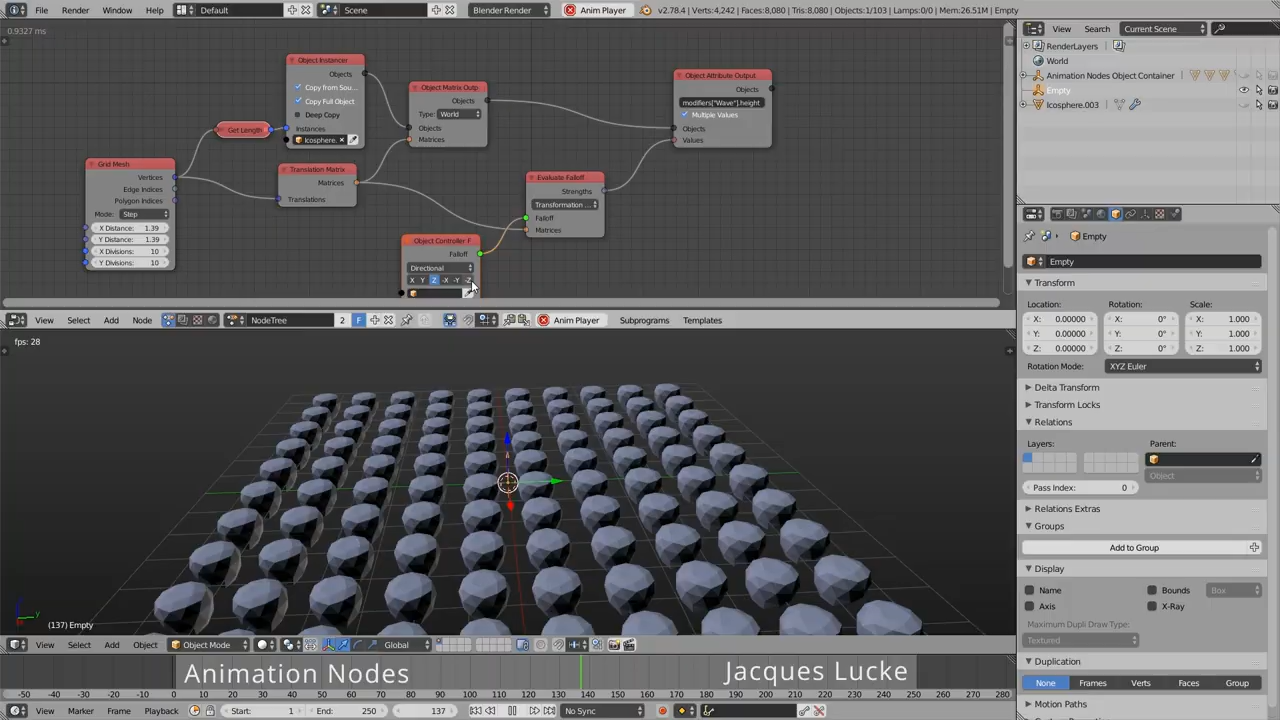 File Render Window Help Default Scene Blender Render Anim Player v2.78.4 | Verts:4,242 | Faces:8,080 | Tris:8,080 | Objects:1/103 | Lamps:0/0 | Mem:26.51M | Empty
0.9327 ms
View Search Current Scene
RenderLayers
World
Animation Nodes Object Container
Empty
Icosphere.003
Object Instancer
Objects
Copy from Sou...
Copy Full Object
Deep Copy
Instances
Icosphere.
Get Length
Object Matrix Outp
Objects
Type: World
Objects
Matrices
Object Attribute Output
Objects
modifiers["Wave"].height
Multiple Values
Objects
Values
Grid Mesh
Vertices
Edge Indices
Polygon Indices
Mode: Step
X Distance: 1.39
Y Distance: 1.39
X Divisions: 10
Y Divisions: 10
Translation Matrix
Matrices
Translations
Evaluate Falloff
Strengths
Transformation ...
Falloff
Matrices
Object Controller F
Falloff
Directional
X Y Z -X -Y -Z
View Select Add Node NodeTree 2 F Anim Player Subprograms Templates
fps: 28
(137) Empty
View Select Add Object Object Mode Global
Empty
Empty
Transform
Location: Rotation: Scale:
X: 0.00000 X: 0° X: 1.000
Y: 0.00000 Y: 0° Y: 1.000
Z: 0.00000 Z: 0° Z: 1.000
Rotation Mode: XYZ Euler
Delta Transform
Transform Locks
Relations
Layers: Parent:
Object
Pass Index: 0
Relations Extras
Groups
Add to Group
Display
Name Bounds Box
Axis X-Ray
Maximum Dupli Draw Type:
Textured
Duplication
None Frames Verts Faces Group
Motion Paths
Animation Nodes Jacques Lucke
-50 -40 -30 -20 -10 0 10 20 30 40 50 60 70 80 90 100 110 120 130 140 150 160 170 180 190 200 210 220 230 240 250 260 270 280
View Marker Frame Playback Start: 1 End: 250 137 No Sync